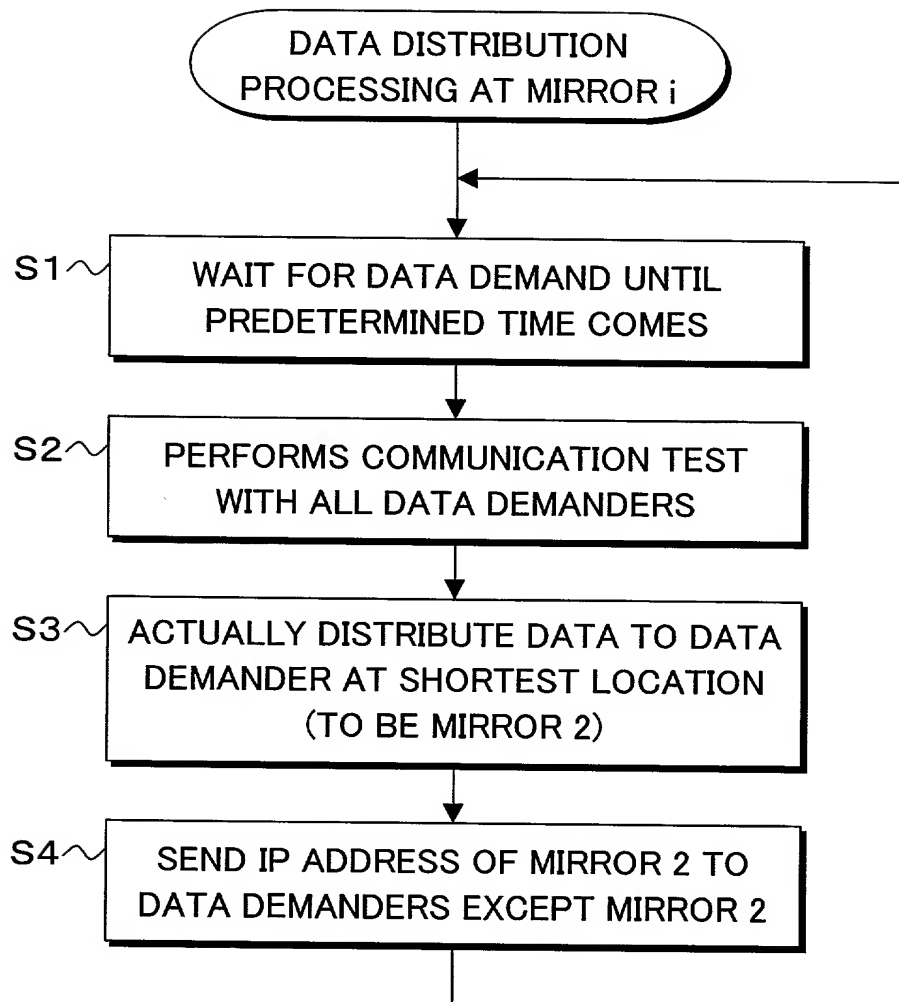 DATA DISTRIBUTION
PROCESSING AT MIRROR i
S1
WAIT FOR DATA DEMAND UNTIL
PREDETERMINED TIME COMES
S2
PERFORMS COMMUNICATION TEST
WITH ALL DATA DEMANDERS
S3
ACTUALLY DISTRIBUTE DATA TO DATA
DEMANDER AT SHORTEST LOCATION
(TO BE MIRROR 2)
S4
SEND IP ADDRESS OF MIRROR 2 TO
DATA DEMANDERS EXCEPT MIRROR 2